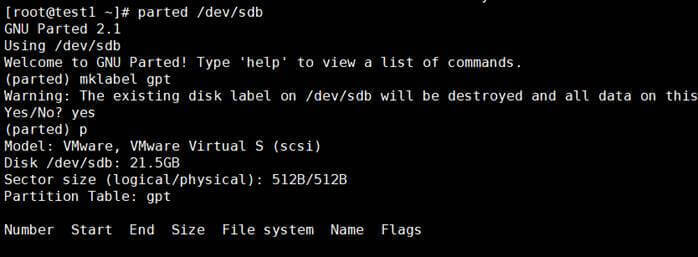 [root@test1 ~]# parted /dev/sdb
GNU Parted 2.1
Using /dev/sdb
Welcome to GNU Parted! Type 'help' to view a list of commands.
(parted) mklabel gpt
Warning: The existing disk label on /dev/sdb will be destroyed and all data on this
Yes/No? yes
(parted) p
Model: VMware, VMware Virtual S (scsi)
Disk /dev/sdb: 21.5GB
Sector size (logical/physical): 512B/512B
Partition Table: gpt
Number  Start  End  Size  File system  Name  Flags